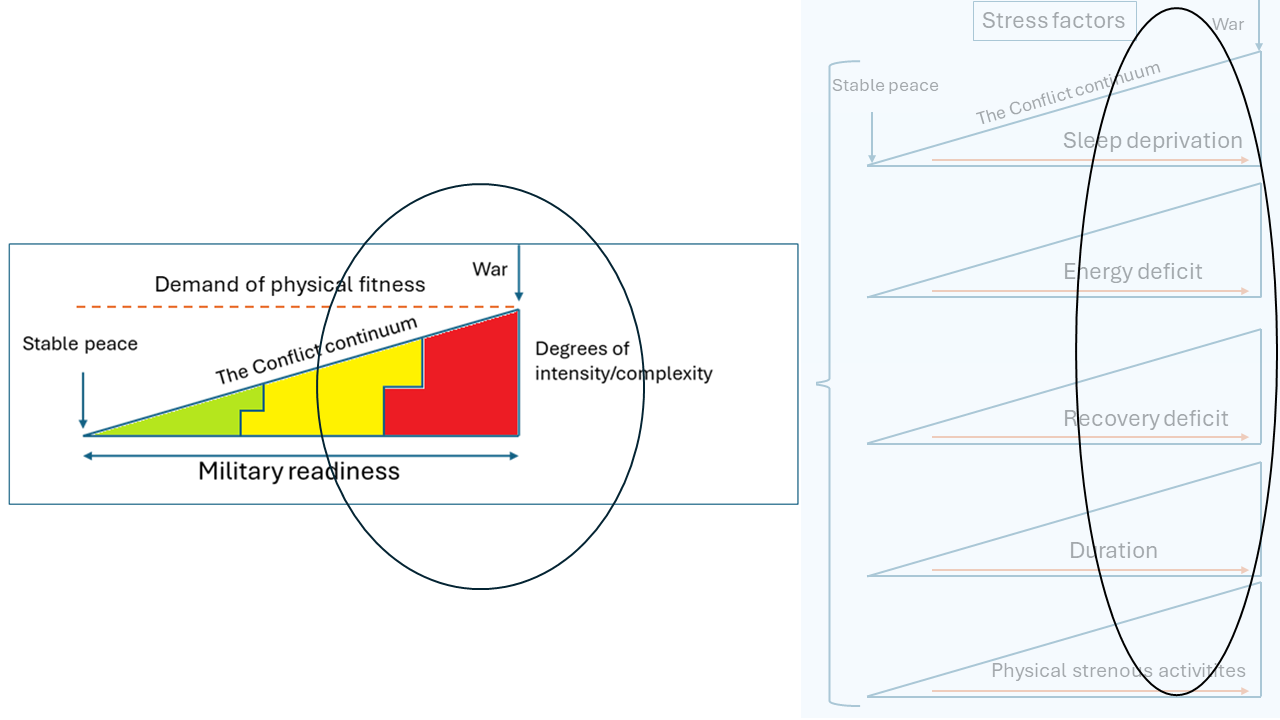 Demand of physical fitness
War
Stable peace
The Conflict continuum
Degrees of
intensity/complexity
Military readiness
Stress factors
War
Stable peace
The Conflict continuum
Sleep deprivation
Energy deficit
Recovery deficit
Duration
Physical strenous activitites